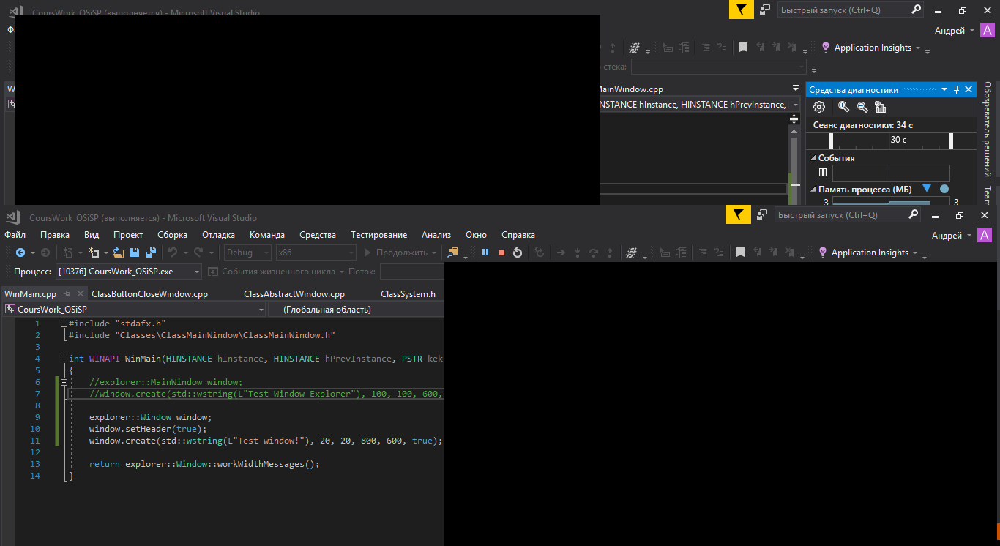 CoursWork_OSiSP (выполняется) - Microsoft Visual Studio
Быстрый запуск (Ctrl+Q)
Андрей
A
Application Insights
стека:
MainWindow.cpp
Средства диагностики
Обозреватель решений
NSTANCE hInstance, HINSTANCE hPrevInstance,
Сеанс диагностики: 34 с
30 с
События
Память процесса (МБ)
Team
3
3
CoursWork_OSiSP (выполняется) - Microsoft Visual Studio
Быстрый запуск (Ctrl+Q)
Файл Правка Вид Проект Сборка Отладка Команда Средства Тестирование Анализ Окно Справка
Андрей
A
Debug x86 Продолжить
Application Insights
Процесс: [10376] CoursWork_OSiSP.exe События жизненного цикла Поток:
WinMain.cpp ClassButtonCloseWindow.cpp ClassAbstractWindow.cpp ClassSystem.h
CoursWork_OSiSP (Глобальная область)
1 #include "stdafx.h"
2 #include "Classes\ClassMainWindow\ClassMainWindow.h"
3
4 int WINAPI WinMain(HINSTANCE hInstance, HINSTANCE hPrevInstance, PSTR kek
5 {
6 //explorer::MainWindow window;
7 //window.create(std::wstring(L"Test Window Explorer"), 100, 100, 600,
8
9 explorer::Window window;
10 window.setHeader(true);
11 window.create(std::wstring(L"Test window!"), 20, 20, 800, 600, true);
12
13 return explorer::Window::workWidthMessages();
14 }